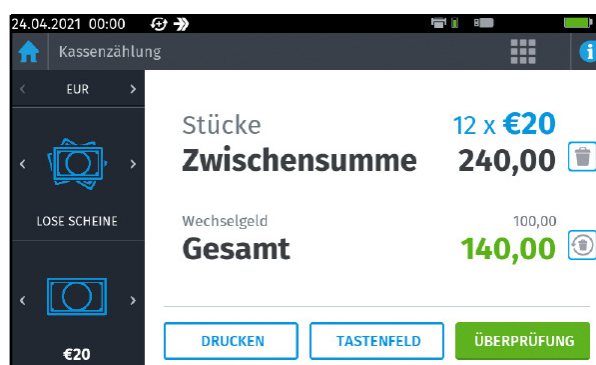 24.04.2021 00:00
Kassenzählung
EUR
Stücke 12 x €20
Zwischensumme 240,00
LOSE SCHEINE
Wechselgeld 100,00
Gesamt 140,00
€20
DRUCKEN TASTENFELD ÜBERPRÜFUNG